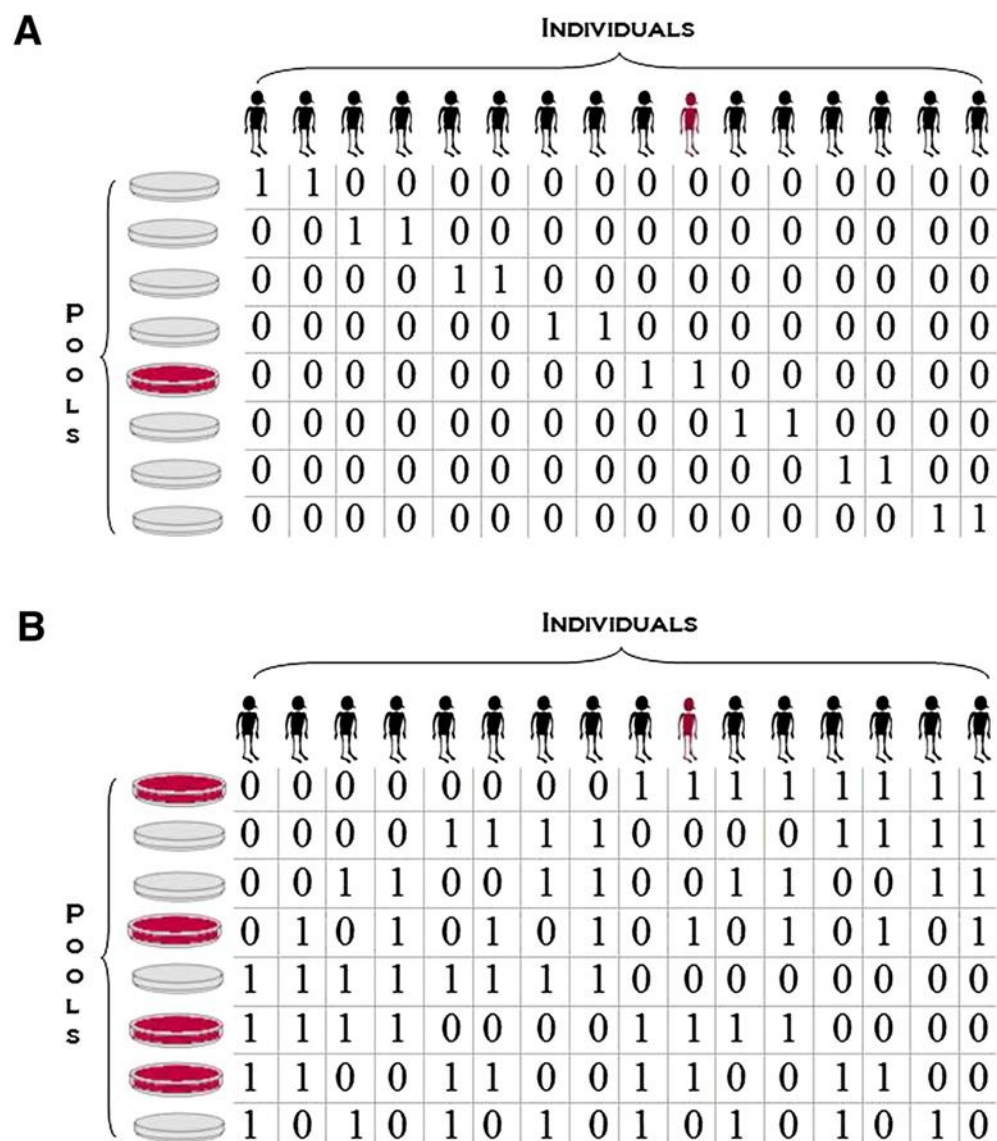 A
INDIVIDUALS
POOLS
1 1 0 0 0 0 0 0 0 0 0 0 0 0 0 0
0 0 1 1 0 0 0 0 0 0 0 0 0 0 0 0
0 0 0 0 1 1 0 0 0 0 0 0 0 0 0 0
0 0 0 0 0 0 1 1 0 0 0 0 0 0 0 0
0 0 0 0 0 0 0 0 1 1 0 0 0 0 0 0
0 0 0 0 0 0 0 0 0 0 1 1 0 0 0 0
0 0 0 0 0 0 0 0 0 0 0 0 1 1 0 0
0 0 0 0 0 0 0 0 0 0 0 0 0 0 1 1
B
INDIVIDUALS
POOLS
0 0 0 0 0 0 0 0 1 1 1 1 1 1 1 1
0 0 0 0 1 1 1 1 0 0 0 0 1 1 1 1
0 0 1 1 0 0 1 1 0 0 1 1 0 0 1 1
0 1 0 1 0 1 0 1 0 1 0 1 0 1 0 1
1 1 1 1 1 1 1 1 0 0 0 0 0 0 0 0
1 1 1 1 0 0 0 0 1 1 1 1 0 0 0 0
1 1 0 0 1 1 0 0 1 1 0 0 1 1 0 0
1 0 1 0 1 0 1 0 1 0 1 0 1 0 1 0